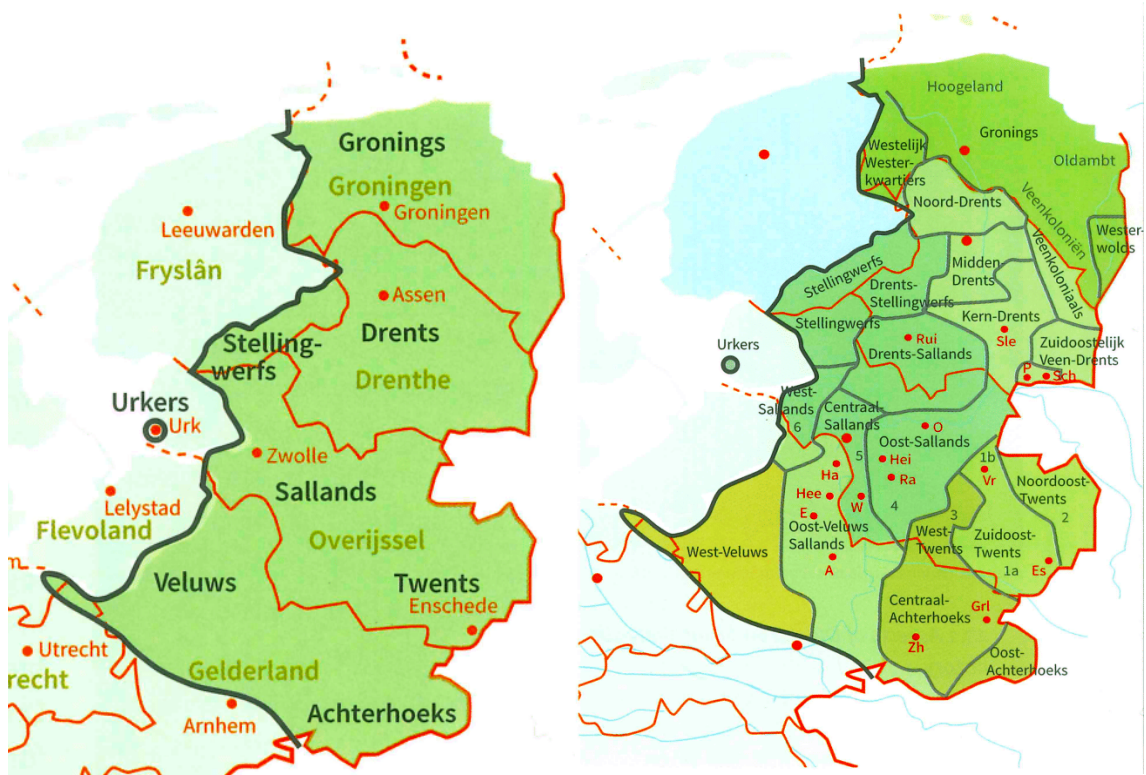 Gronings
Groningen
Groningen
Leeuwarden
Fryslân
Assen
Drents
Stelling-
werfs
Drenthe
Urkers
Urk
Zwolle
Lelystad
Sallands
Flevoland
Overijssel
m
Veluws
Twents
Enschede
Utrecht
recht
Gelderland
Arnhem
Achterhoeks
Hoogeland
Gronings
Westelijk
Wester-
kwartiers
Oldambt
Noord-Drents
Veenkoloniën
Wester-
wolds
Veenkoloniaals
Midden-
Drents
Stellingwerfs
Drents-
Stellingwerfs
Stellingwerfs
Kern-Drents
Sle
Rui
Drents-Sallands
Zuidoostelijk
Veen-Drents
P
Sch
Urkers
West-
Sallands
6
Centraal-
Sallands
5
O
Oost-Sallands
Hei
Ra
4
Ha
Hee
W
E
Oost-Veluws
Sallands
A
1b
Vr
Noordoost-
Twents
2
3
West-
Twents
Zuidoost-
Twents
1a
Es
West-Veluws
Centraal-
Achterhoeks
Grl
Zh
Oost-
Achterhoeks